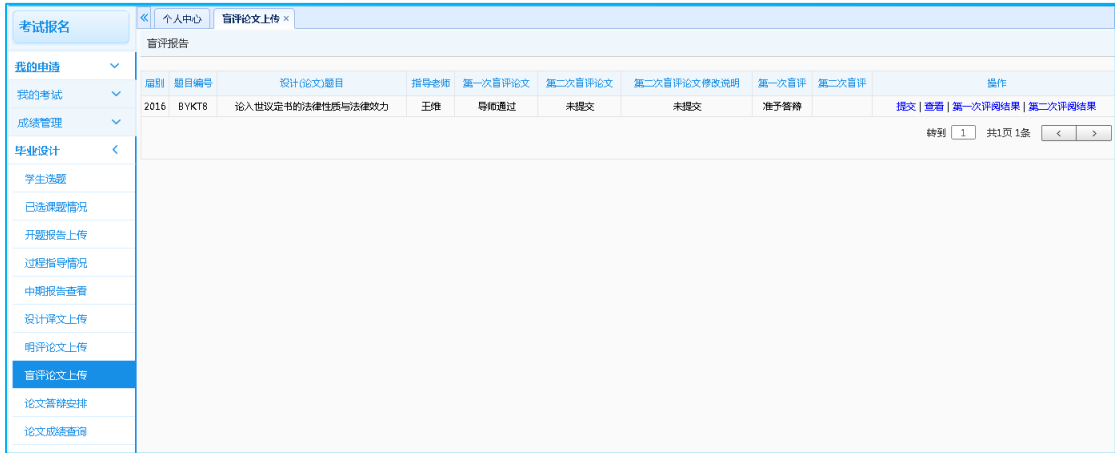 考试报名
我的申请
我的考试
成绩管理
毕业设计
学生选题
已选课题情况
开题报告上传
过程指导情况
中期报告查看
设计译文上传
明评论文上传
盲评论文上传
论文答辩安排
论文成绩查询
个人中心 盲评论文上传 ×
盲评报告
届别 题目编号 设计(论文)题目 指导老师 第一次盲评论文 第二次盲评论文 第二次盲评论文修改说明 第一次盲评 第二次盲评 操作
2016 BYKT8 论入世议定书的法律性质与法律效力 王维 导师通过 未提交 未提交 准予答辩 提交 | 查看 | 第一次评阅结果 | 第二次评阅结果
转到 1 共1页 1条 < >